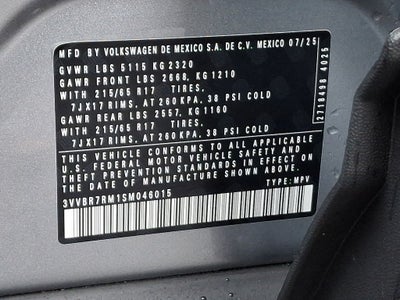 MFD BY VOLKSWAGEN DE MEXICO S.A. DE C.V. MEXICO 07/25
GVWR LBS 5115 KG2320
GAWR FRONT LBS 2668, KG1210
WITH 215/65 R17 TIRES,
7JX17 RIMS, AT 260KPA, 38 PSI COLD
GAWR REAR LBS 2557, KG1160
WITH 215/65 R17 TIRES,
7JX17 RIMS, AT 260KPA, 38 PSI COLD
THIS VEHICLE CONFORMS TO ALL APPLICABLE
U.S. FEDERAL MOTOR VEHICLE SAFETY AND
THEFT PREVENTION STANDARDS IN EFFECT
ON THE DATE OF MANUFACTURE SHOWN ABOVE.
3VVBR7RM1SM046015 TYPE: MPV
2718498 4025